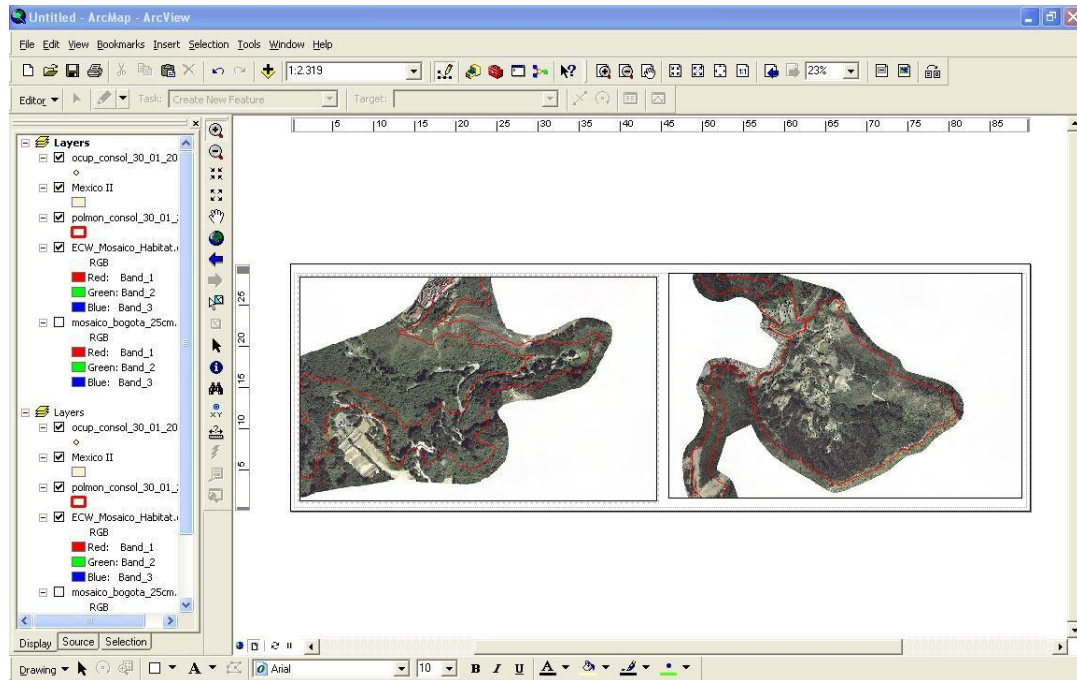 Untitled - ArcMap - ArcView
File Edit View Bookmarks Insert Selection Tools Window Help
1:2.319 23%
Editor Task: Create New Feature Target:
Layers
ocup_consol_30_01_20
Mexico II
polmon_consol_30_01_
ECW_Mosaico_Habitat.
RGB
Red: Band_1
Green: Band_2
Blue: Band_3
mosaico_bogota_25cm.
RGB
Red: Band_1
Green: Band_2
Blue: Band_3
Layers
ocup_consol_30_01_20
Mexico II
polmon_consol_30_01_
ECW_Mosaico_Habitat.
RGB
Red: Band_1
Green: Band_2
Blue: Band_3
mosaico_bogota_25cm.
RGB
Display Source Selection
5 10 15 20 25 30 35 40 45 50 55 60 65 70 75 80 85
25
20
15
10
5
XY
Drawing A Arial 10 B I U A